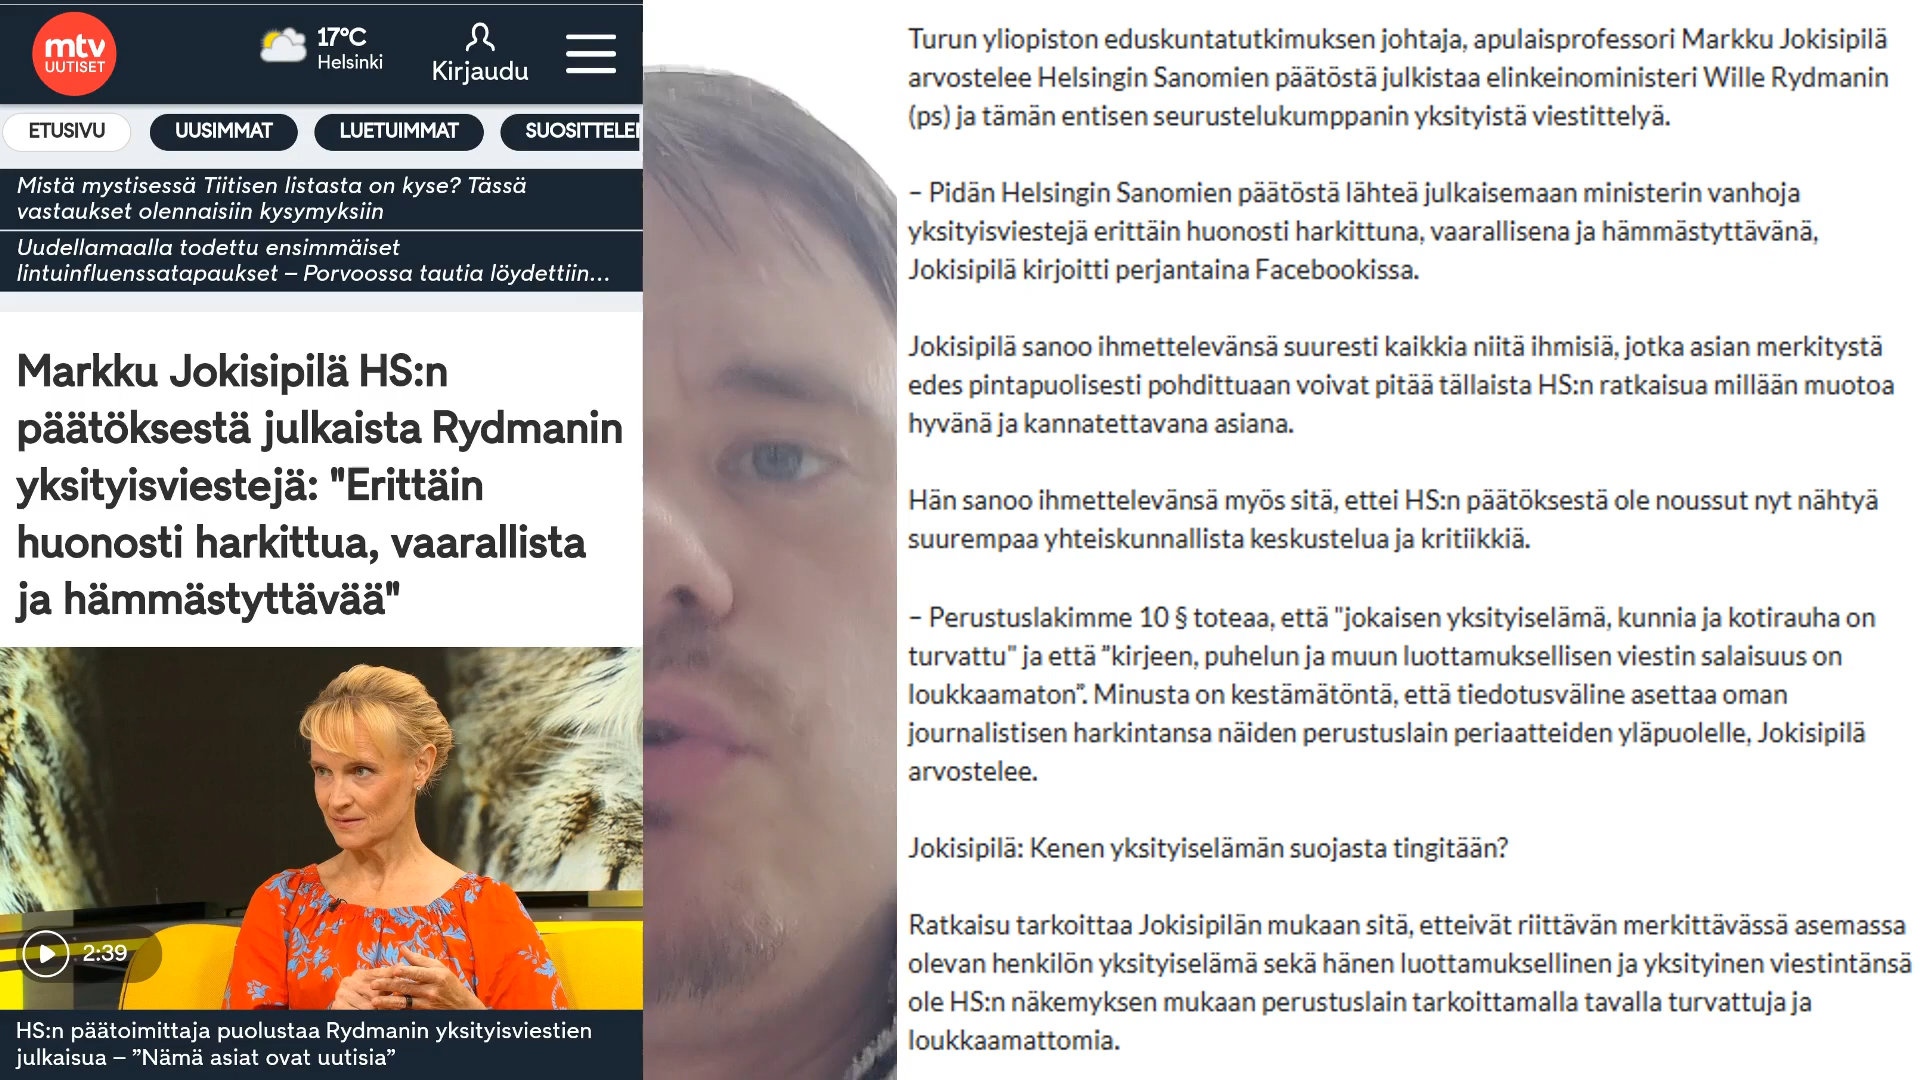 mtv
UUTISET
17°C
Helsinki
Kirjaudu
ETUSIVU
UUSIMMAT
LUETUIMMAT
Mistä mystisessä Tiitisen listasta on kyse? Tässä
vastaukset olennaisiin kysymyksiin
Uudellamaalla todettu ensimmäiset
lintuinfluenssatapaukset – Porvoossa tautia löydettiin...
Markku Jokisipilä HS:n
päätöksestä julkaista Rydmanin
yksityisviestejä: "Erittäin
huonosti harkittua, vaarallista
ja hämmästyttävää"
2:39
HS:n päätoimittaja puolustaa Rydmanin yksityisviestien
julkaisua – ”Nämä asiat ovat uutisia”
Turun yliopiston eduskuntatutkimuksen johtaja, apulaisprofessori Markku Jokisipilä
arvostelee Helsingin Sanomien päätöstä julkistaa elinkeinoministeri Wille Rydmanin
(ps) ja tämän entisen seurustelukumppanin yksityistä viestittelyä.
– Pidän Helsingin Sanomien päätöstä lähteä julkaisemaan ministerin vanhoja
yksityisviestejä erittäin huonosti harkittuna, vaarallisena ja hämmästyttävänä,
Jokisipilä kirjoitti perjantaina Facebookissa.
Jokisipilä sanoo ihmettelevänsä suuresti kaikkia niitä ihmisiä, jotka asian merkitystä
edes pintapuolisesti pohdittuaan voivat pitää tällaista HS:n ratkaisua millään muotoa
hyvänä ja kannatettavana asiana.
Hän sanoo ihmettelevänsä myös sitä, ettei HS:n päätöksestä ole noussut nyt nähtyä
suurempaa yhteiskunnallista keskustelua ja kritiikkiä.
– Perustuslakimme 10 § toteaa, että "jokaisen yksityiselämä, kunnia ja kotirauha on
turvattu" ja että ”kirjeen, puhelun ja muun luottamuksellisen viestin salaisuus on
loukkaamaton”. Minusta on kestämätöntä, että tiedotusväline asettaa oman
journalistisen harkintansa näiden perustuslain periaatteiden yläpuolelle, Jokisipilä
arvostelee.
Jokisipilä: Kenen yksityiselämän suojasta tingitään?
Ratkaisu tarkoittaa Jokisipilän mukaan sitä, etteivät riittävän merkittävässä asemassa
olevan henkilön yksityiselämä sekä hänen luottamuksellinen ja yksityinen viestintänsä
ole HS:n näkemyksen mukaan perustuslain tarkoittamalla tavalla turvattuja ja
loukkaamattomia.